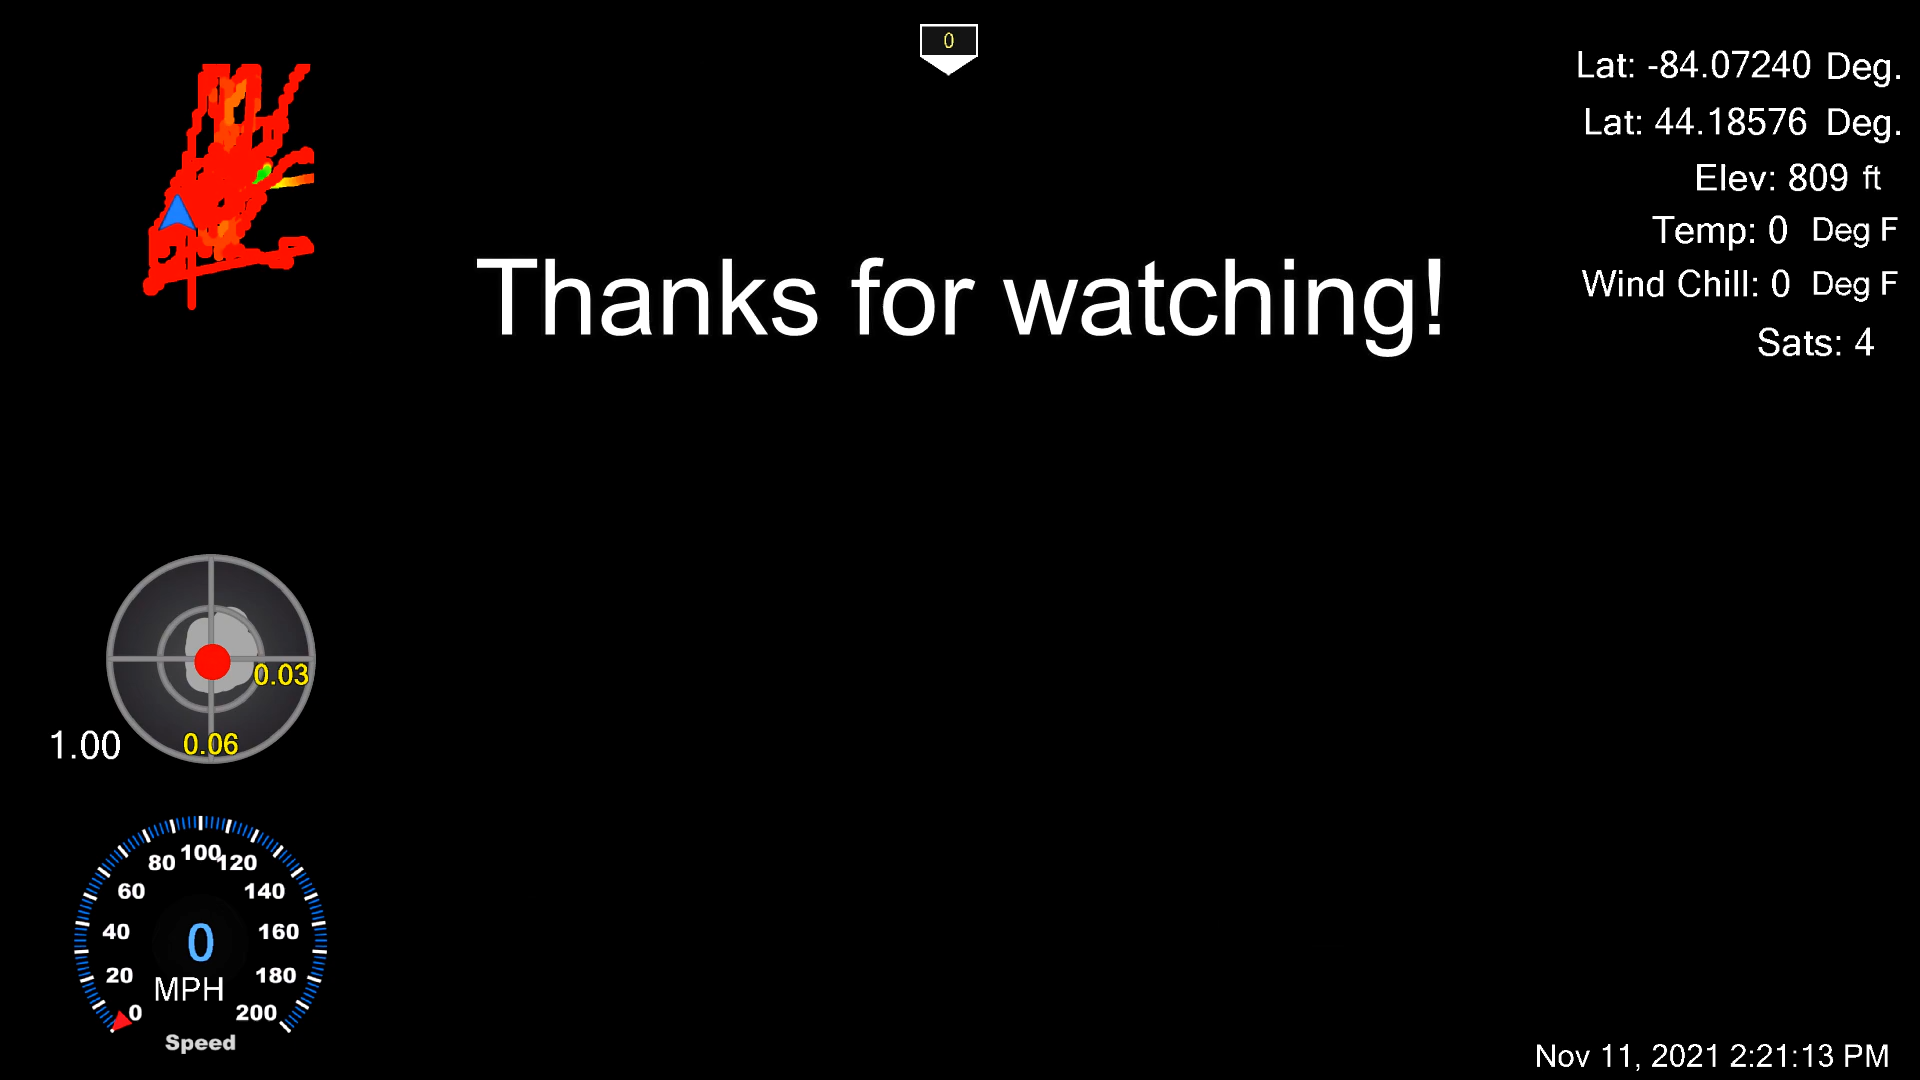 0
Lat: -84.07240 Deg.
Lat: 44.18576 Deg.
Elev: 809 ft
Temp: 0 Deg F
Wind Chill: 0 Deg F
Sats: 4
Thanks for watching!
0.03
0.06
1.00
100
80 120
60 140
40 160
0
20 180
MPH
0 200
Speed
Nov 11, 2021 2:21:13 PM